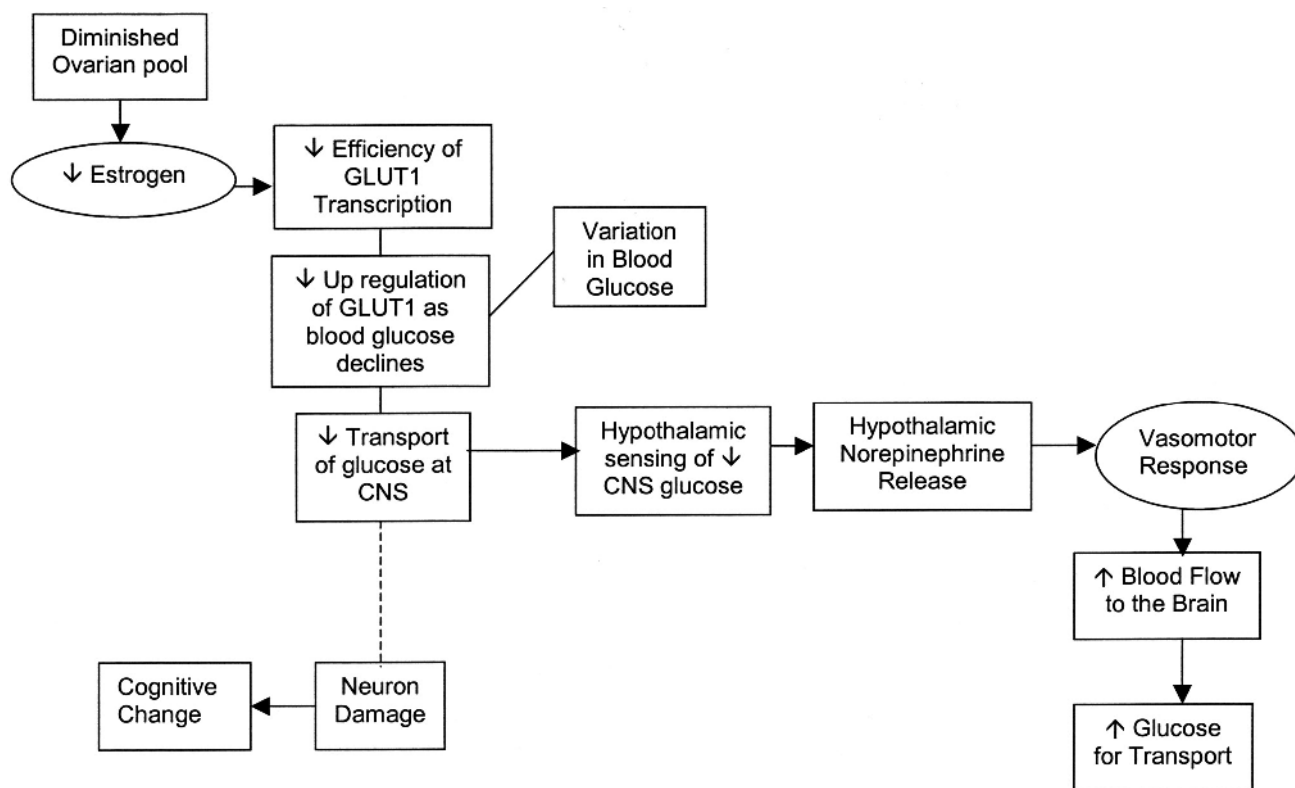 Diminished
Ovarian pool
↓ Estrogen
↓ Efficiency of
GLUT1
Transcription
Variation
in Blood
Glucose
↓ Up regulation
of GLUT1 as
blood glucose
declines
↓ Transport
of glucose at
CNS
Hypothalamic
sensing of ↓
CNS glucose
Hypothalamic
Norepinephrine
Release
Vasomotor
Response
↑ Blood Flow
to the Brain
↑ Glucose
for Transport
Neuron
Damage
Cognitive
Change